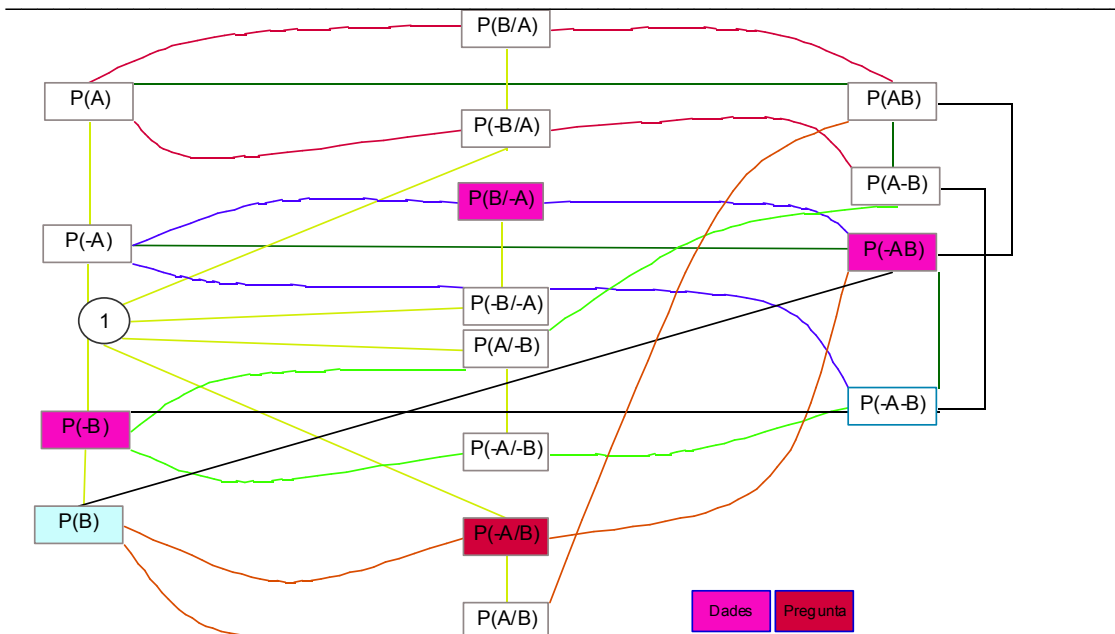 P(B/A)
P(A)
P(AB)
P(-B/A)
P(A-B)
P(B/-A)
P(-A)
P(-AB)
P(-B/-A)
1
P(A/-B)
P(-A-B)
P(-B)
P(-A/-B)
P(B)
P(-A/B)
P(A/B)
Dades
Pregunta